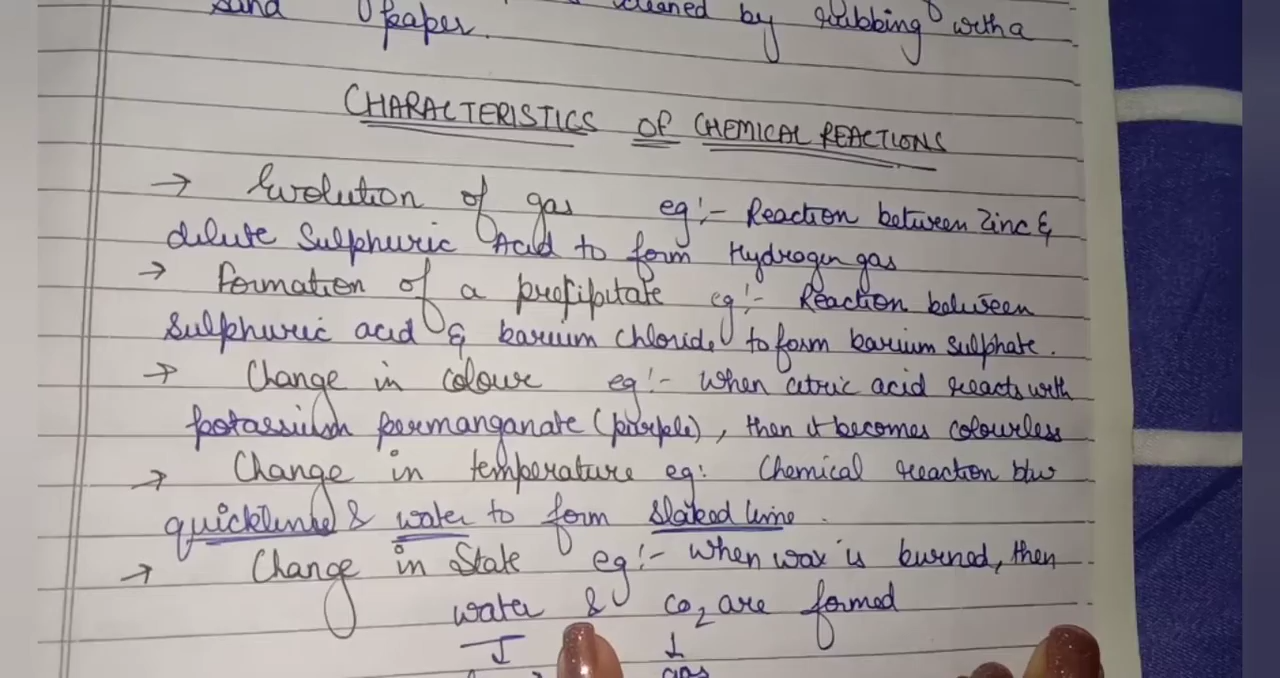 sand paper. cleaned by rubbing with a
CHARACTERISTICS OF CHEMICAL REACTIONS
→ Evolution of gas eg:- Reaction between Zinc &
dilute Sulphuric Acid to form Hydrogen gas
→ Formation of a precipitate eg:- Reaction between
Sulphuric acid & barium Chloride to form barium sulphate.
→ Change in colour eg:- When citric acid reacts with
potassium permanganate (purple), then it becomes colourless
→ Change in temperature eg: Chemical reaction b/w
quicklime & water to form slaked lime.
→ Change in State eg:- When wax is burned, then
water & CO2 are formed
↓ ↓
gas